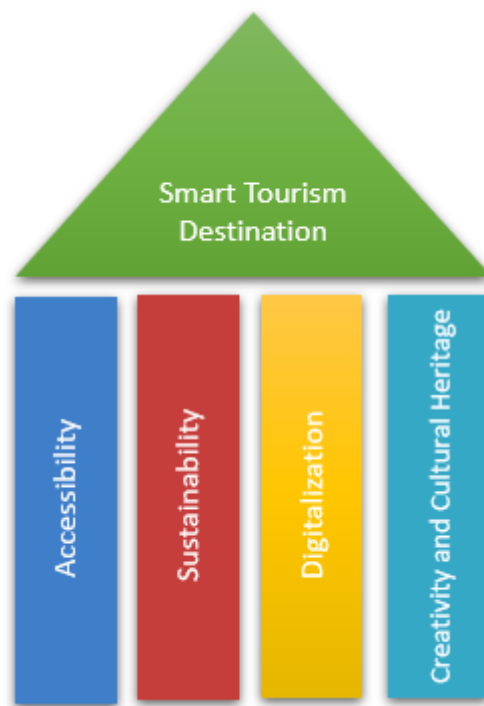 Smart Tourism
Destination
Accessibility
Sustainability
Digitalization
Creativity and Cultural Heritage